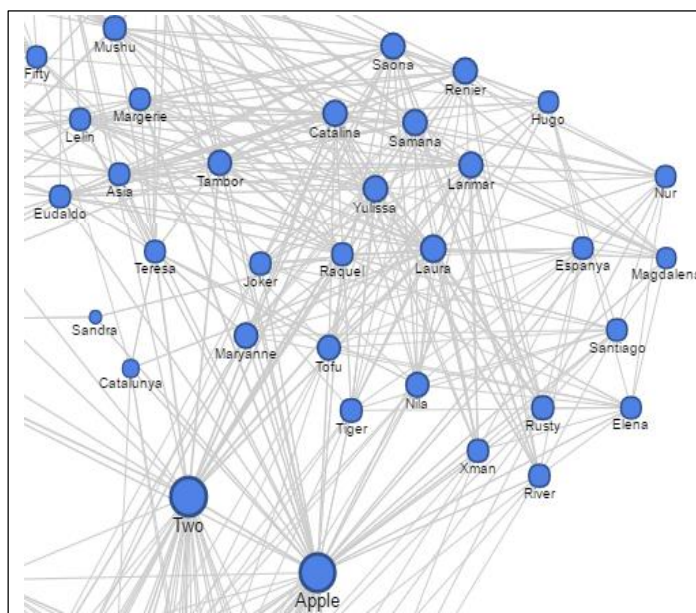 Mushu
Saona
Fifty
Renier
Margerie
Hugo
Lelin
Catalina
Samana
Asia
Tambor
Larimar
Nur
Eudaldo
Yulissa
Teresa
Joker
Raquel
Laura
Espanya
Magdalena
Sandra
Maryanne
Tofu
Santiago
Catalunya
Nila
Tiger
Rusty
Elena
Xman
River
Two
Apple